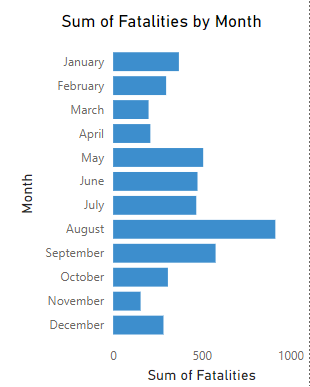 Sum of Fatalities by Month
January
February
March
April
May
June
July
August
September
October
November
December
Month
0 500 1000
Sum of Fatalities